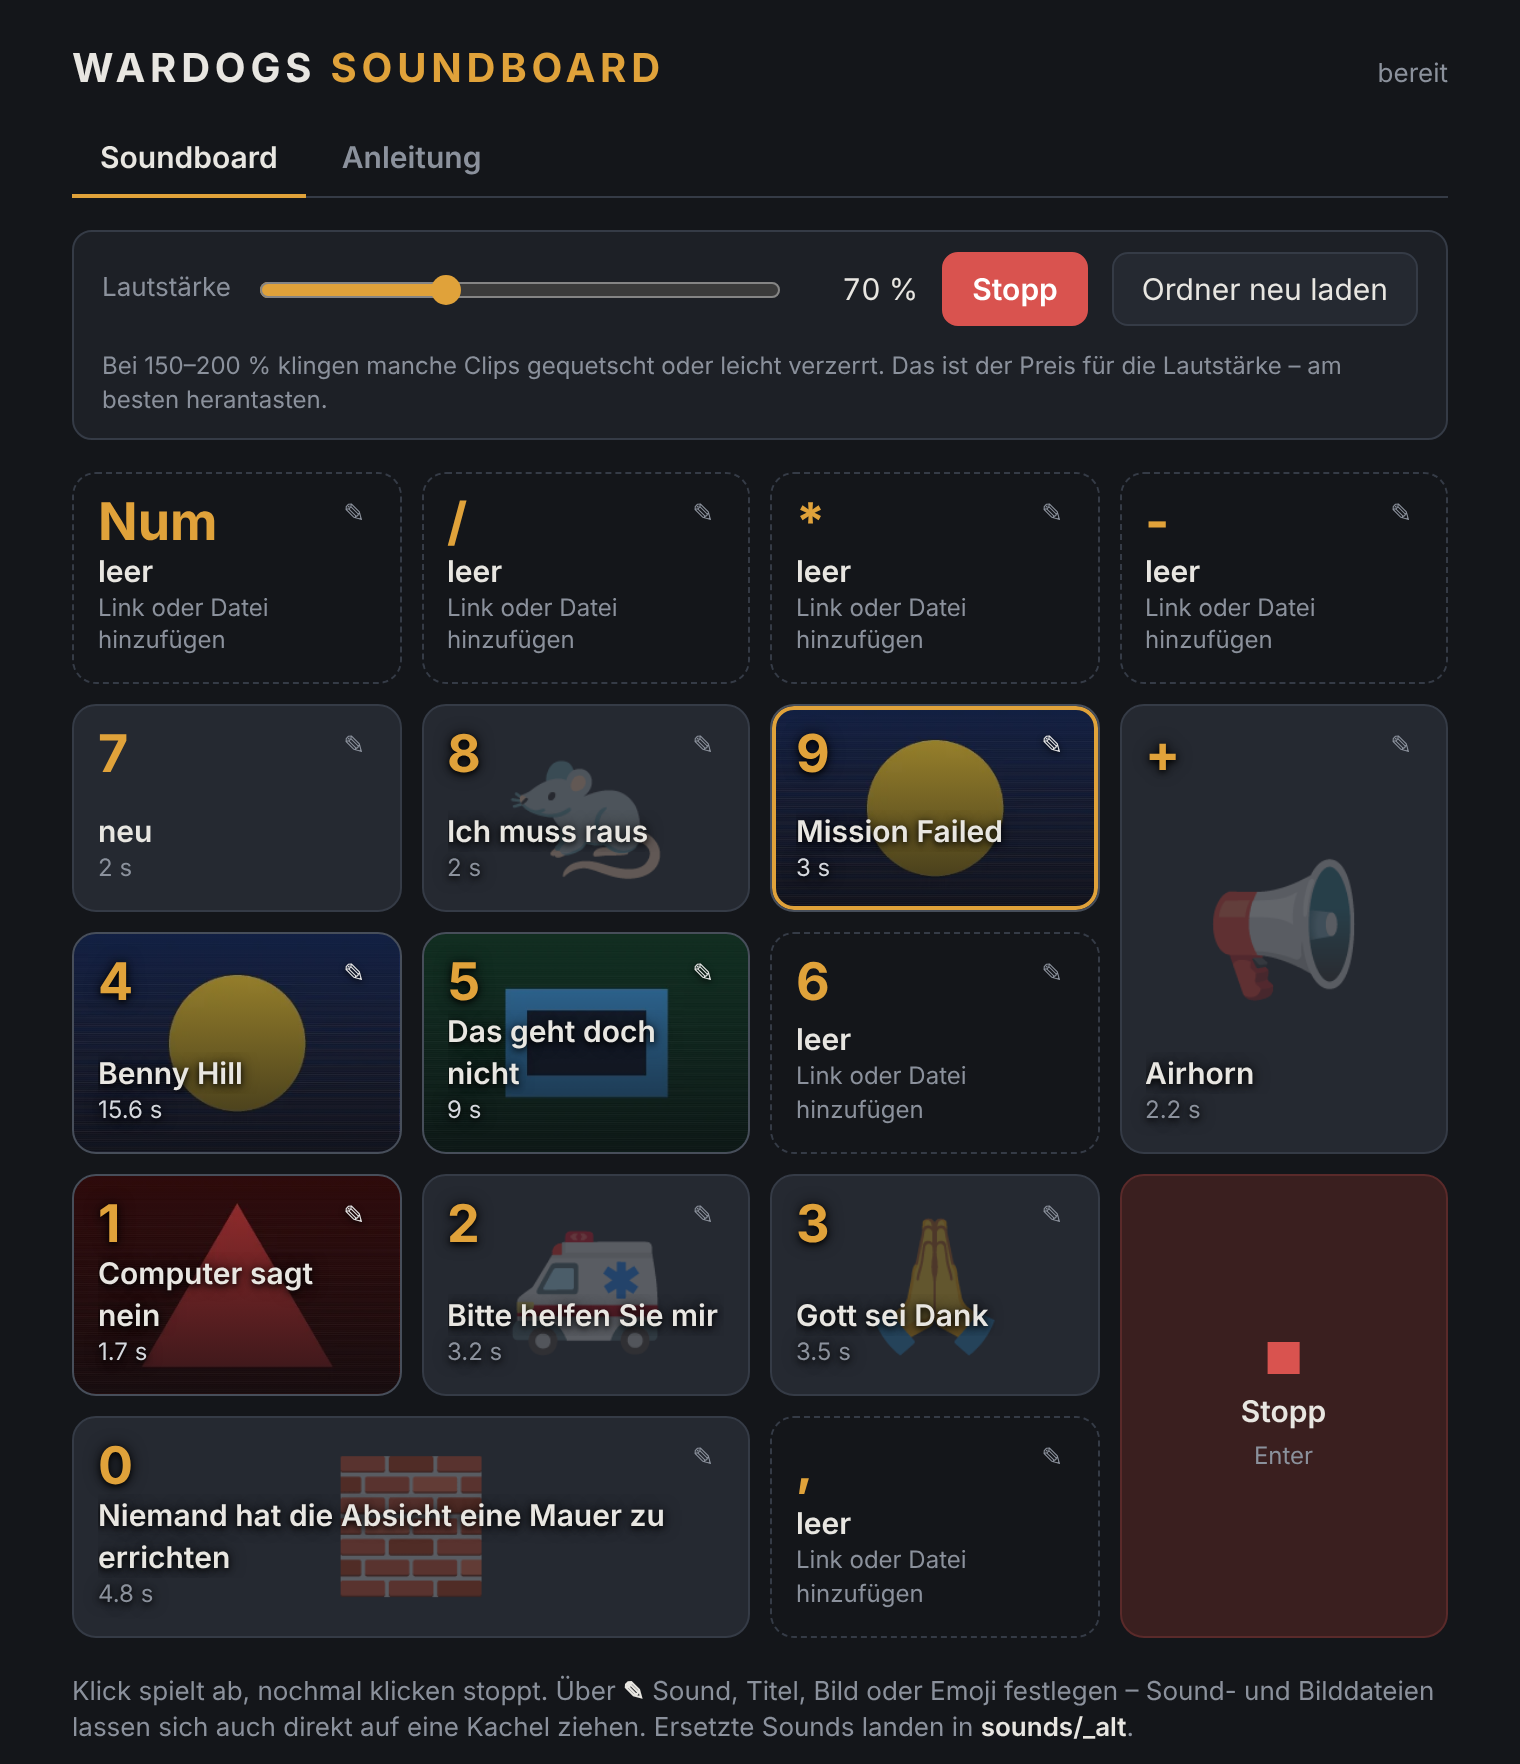 WARDOGS SOUNDBOARD
bereit
Soundboard
Anleitung
Lautstärke
70 %
Stopp
Ordner neu laden
Bei 150–200 % klingen manche Clips gequetscht oder leicht verzerrt. Das ist der Preis für die Lautstärke – am
besten herantasten.
Num
leer
Link oder Datei
hinzufügen
/
leer
Link oder Datei
hinzufügen
*
leer
Link oder Datei
hinzufügen
-
leer
Link oder Datei
hinzufügen
7
neu
2 s
8
Ich muss raus
2 s
9
Mission Failed
3 s
+
Airhorn
2.2 s
4
Benny Hill
15.6 s
5
Das geht doch
nicht
9 s
6
leer
Link oder Datei
hinzufügen
1
Computer sagt
nein
1.7 s
2
Bitte helfen Sie mir
3.2 s
3
Gott sei Dank
3.5 s
Stopp
Enter
0
Niemand hat die Absicht eine Mauer zu
errichten
4.8 s
,
leer
Link oder Datei
hinzufügen
Klick spielt ab, nochmal klicken stoppt. Über ✎ Sound, Titel, Bild oder Emoji festlegen – Sound- und Bilddateien
lassen sich auch direkt auf eine Kachel ziehen. Ersetzte Sounds landen in sounds/_alt.